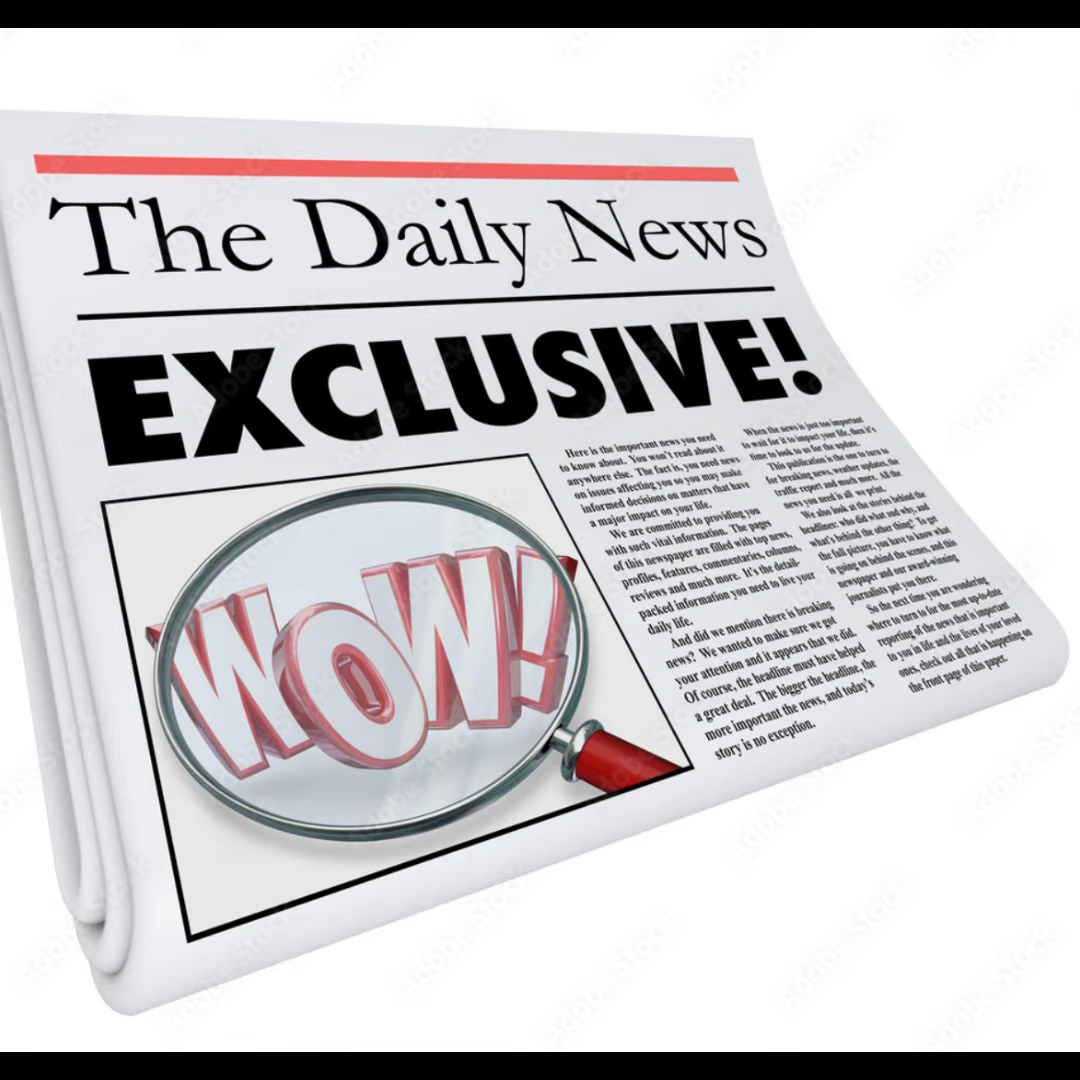 The Daily News
EXCLUSIVE!
WOW!
Here is the important news you need
to know about. You won't read about it
anywhere else. The fact is, you need news
on issues affecting you so you may make
informed decisions on matters that have
a major impact on your life.
We are committed to providing you
with such vital information. The pages
of this newspaper are filled with top news,
profiles, features, commentaries, columns,
reviews and much more. It's the detail-
packed information you need to live your
daily life.
And did we mention there is breaking
news? We wanted to make sure we got
your attention and it appears that we did.
Of course, the headline must have helped
a great deal. The bigger the headline, the
more important the news, and today's
story is no exception.
When the news is just too important
to wait for it to impact your life, then it's
time to look to us for the update.
This publication is the one to turn to
for breaking news, weather updates, the
traffic report and much more. All the
news you need is all we print.
We also look at the stories behind the
headlines: who did what and why, and
what's behind the other thing? To get
the full picture, you have to know what
is going on behind the scenes, and this
newspaper and our award-winning
journalists put you there.
So the next time you are wondering
where to turn to for the most up-to-date
reporting of the news that is important
to you in life and the lives of your loved
ones, check out all that is happening on
the front page of this paper.
Adobe Stock